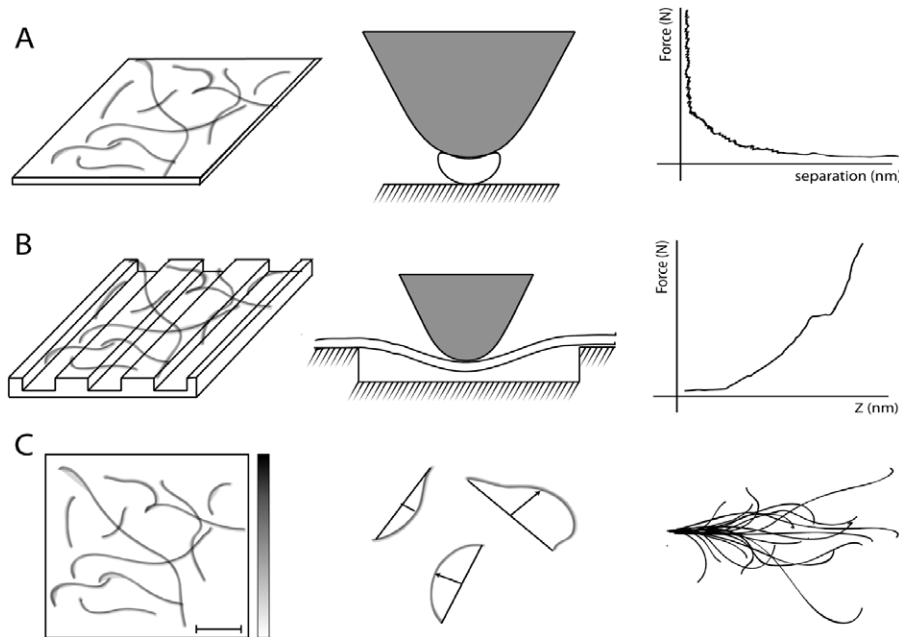 A
Force (N)
separation (nm)
B
Force (N)
Z (nm)
C